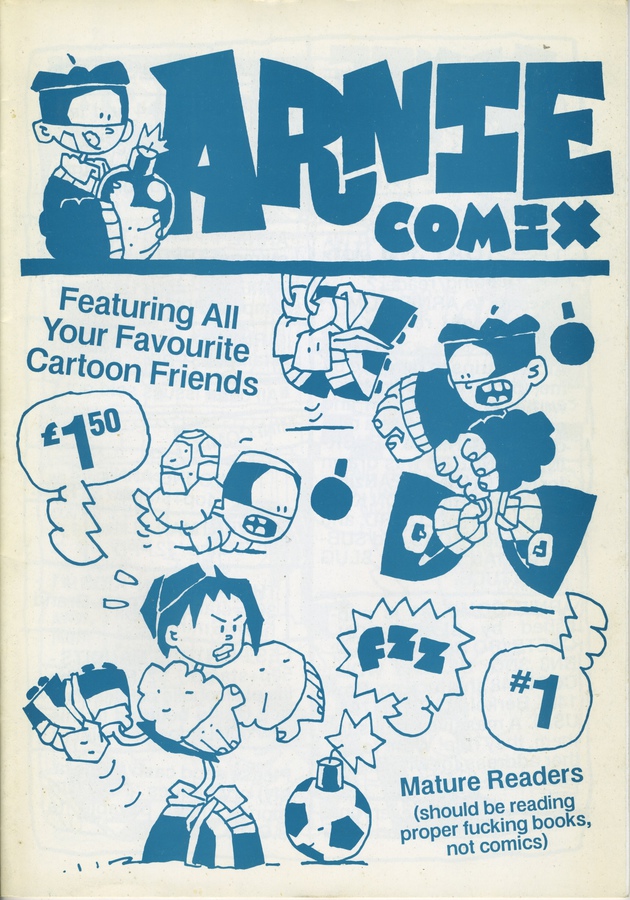 ARNIE
COMIX
Featuring All
Your Favourite
Cartoon Friends
£1 50
FZZ
#1
Mature Readers
(should be reading
proper fucking books,
not comics)